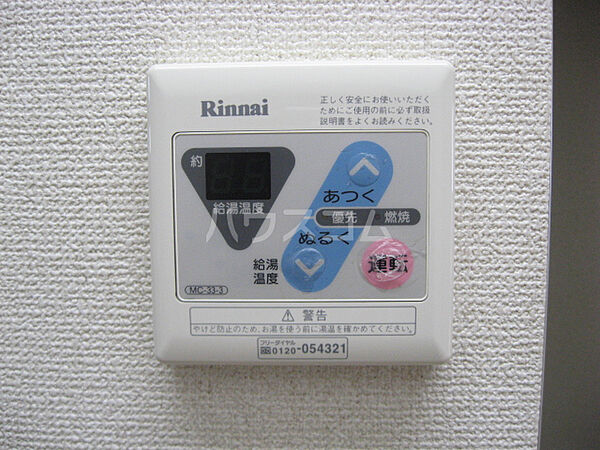 Rinnai
正しく安全にお使いいただく
ためにご使用の前に必ず取扱
説明書をよくお読みください。
約
給湯温度
あつく
優先 燃焼
ぬるく
給湯
温度
運転
MC-33-3
ハウスコム
⚠ 警告
やけど防止のため、お湯を使う前に湯温を確かめてください。
フリーダイヤル
0120-054321